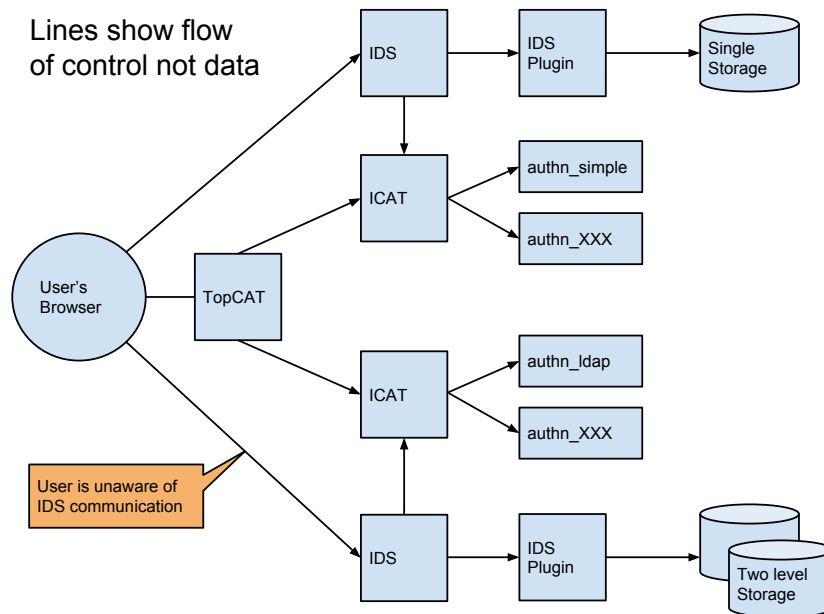 Lines show flow
of control not data
IDS
IDS
Plugin
Single
Storage
ICAT
authn_simple
authn_XXX
User's
Browser
TopCAT
ICAT
authn_ldap
authn_XXX
User is unaware of
IDS communication
IDS
IDS
Plugin
Two level
Storage